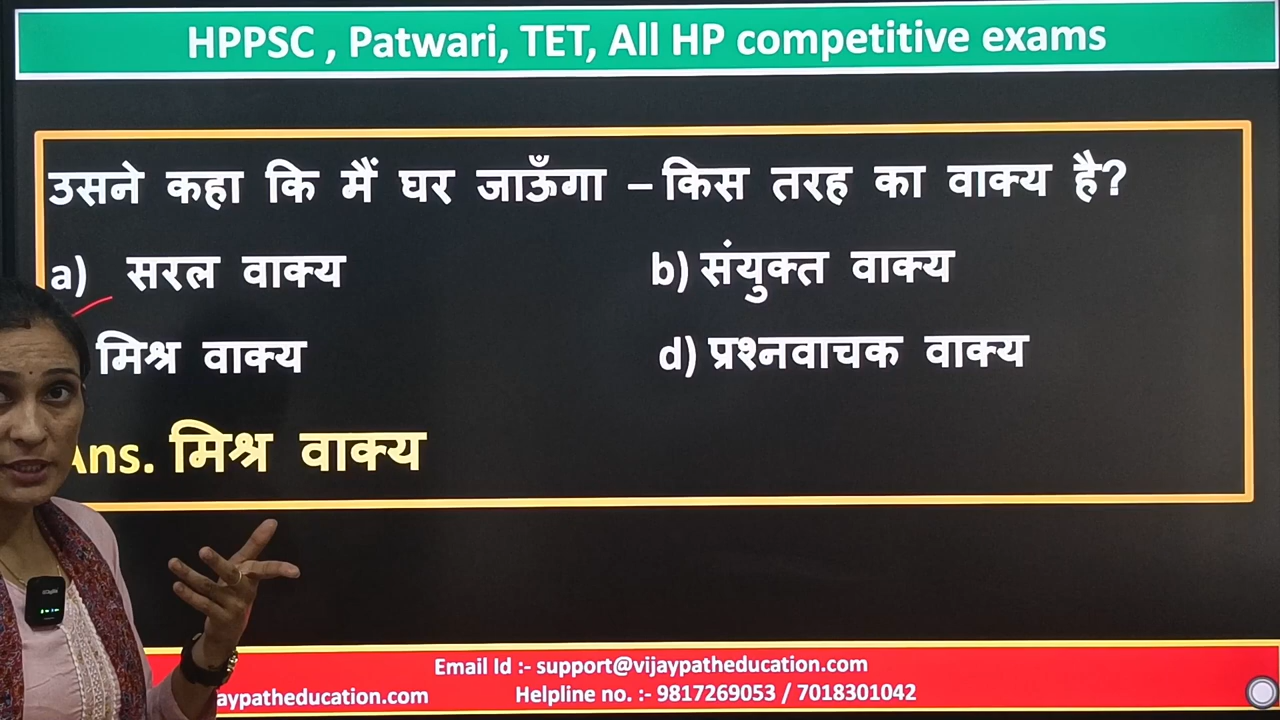 HPPSC , Patwari, TET, All HP competitive exams
उसने कहा कि मैं घर जाऊँगा – किस तरह का वाक्य है?
a) सरल वाक्य b) संयुक्त वाक्य
मिश्र वाक्य d) प्रश्नवाचक वाक्य
Ans. मिश्र वाक्य
Email Id :- support@vijaypatheducation.com
aypatheducation.com Helpline no. :- 9817269053 / 7018301042